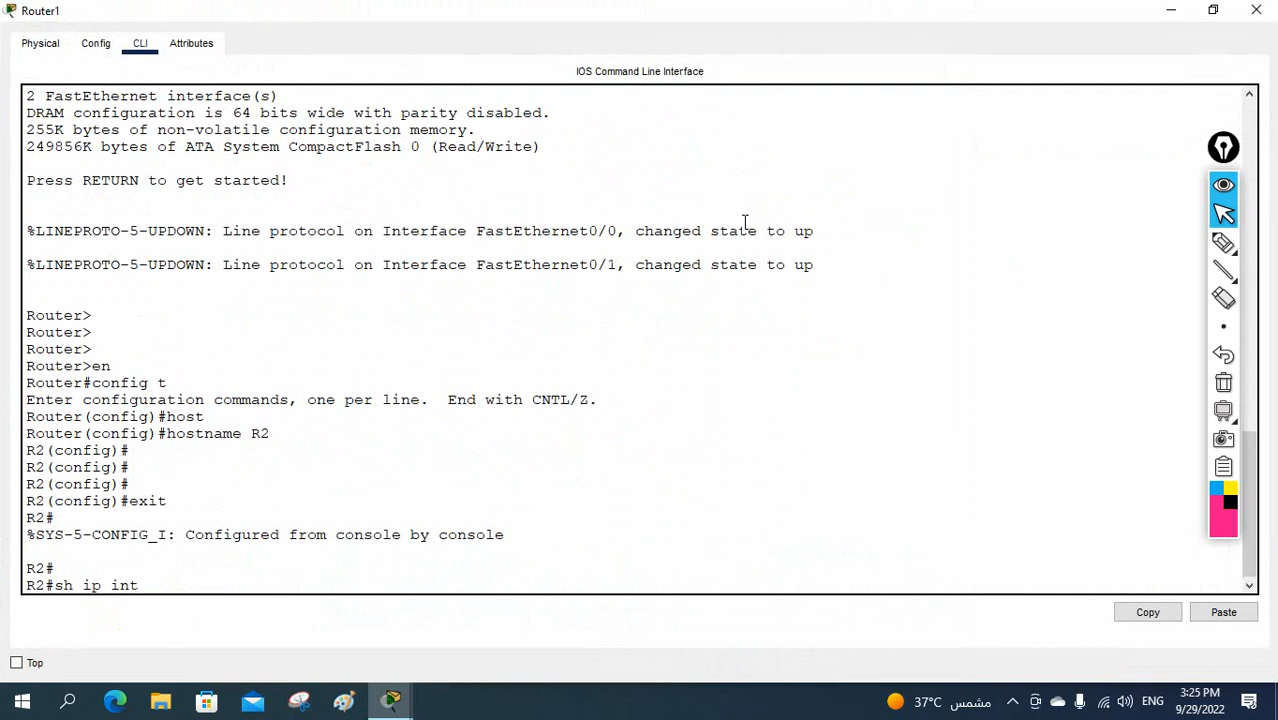 Router1
Physical Config CLI Attributes
IOS Command Line Interface
2 FastEthernet interface(s)
DRAM configuration is 64 bits wide with parity disabled.
255K bytes of non-volatile configuration memory.
249856K bytes of ATA System CompactFlash 0 (Read/Write)
Press RETURN to get started!
%LINEPROTO-5-UPDOWN: Line protocol on Interface FastEthernet0/0, changed state to up
%LINEPROTO-5-UPDOWN: Line protocol on Interface FastEthernet0/1, changed state to up
Router>
Router>
Router>
Router>en
Router#config t
Enter configuration commands, one per line.  End with CNTL/Z.
Router(config)#host
Router(config)#hostname R2
R2(config)#
R2(config)#
R2(config)#
R2(config)#exit
R2#
%SYS-5-CONFIG_I: Configured from console by console
R2#
R2#sh ip int
Copy Paste
Top
37°C مشمس
ENG
3:25 PM
9/29/2022